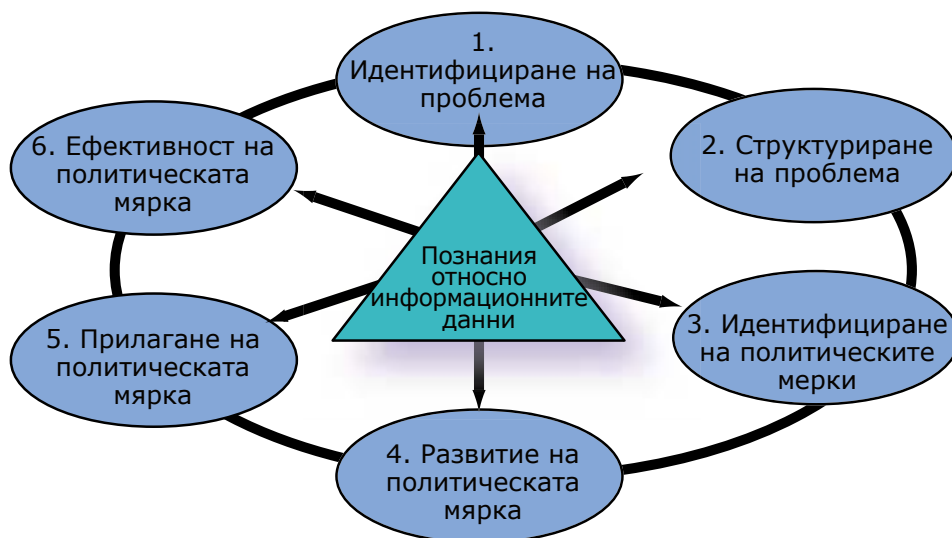 1.
Идентифициране на
проблема
2. Структуриране
на проблема
3. Идентифициране
на политическите
мерки
4. Развитие на
политическата
мярка
5. Прилагане на
политическата
мярка
6. Ефективност на
политическата
мярка
Познания
относно
информационните
данни